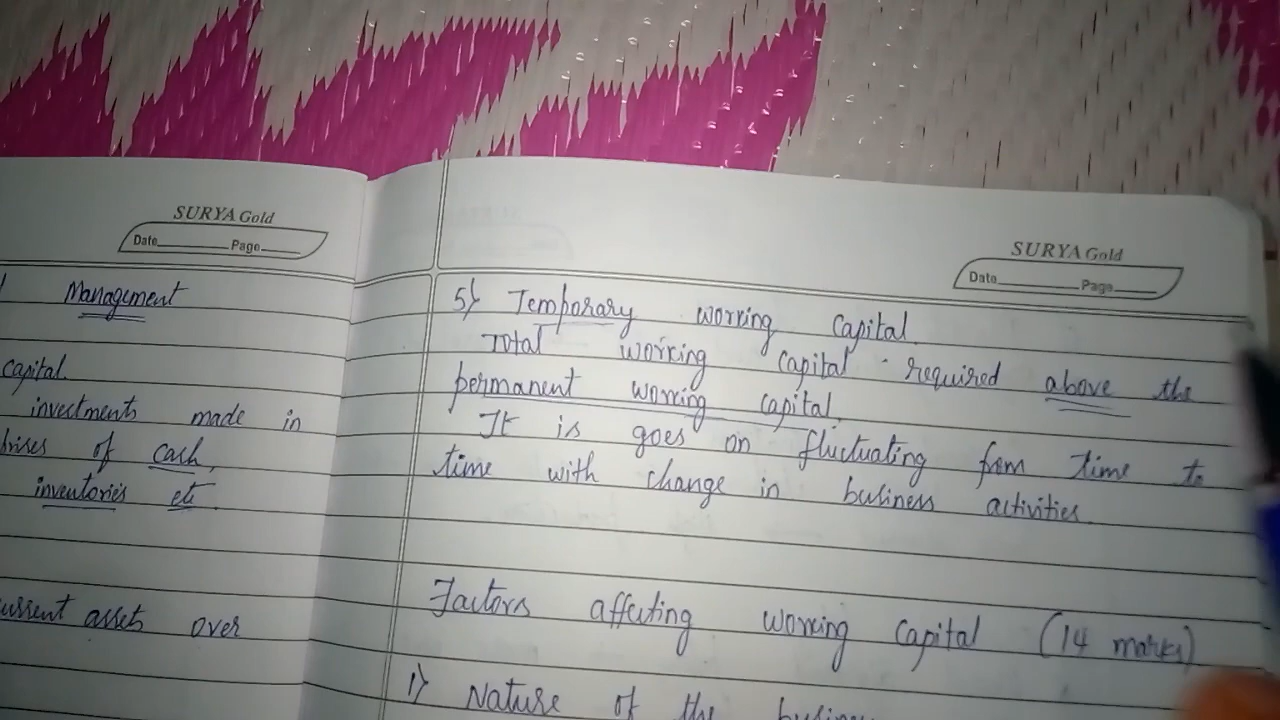 SURYA Gold
Date Page
Management
capital.
investments made in
of cash,
inventories etc.
current assets over
SURYA Gold
Date Page
5) Temporary working capital.
Total working capital required above the
permanent working capital.
It is goes on fluctuating from time to
time with change in business activities.
Factors affecting working capital (14 marks)
1) Nature of the business